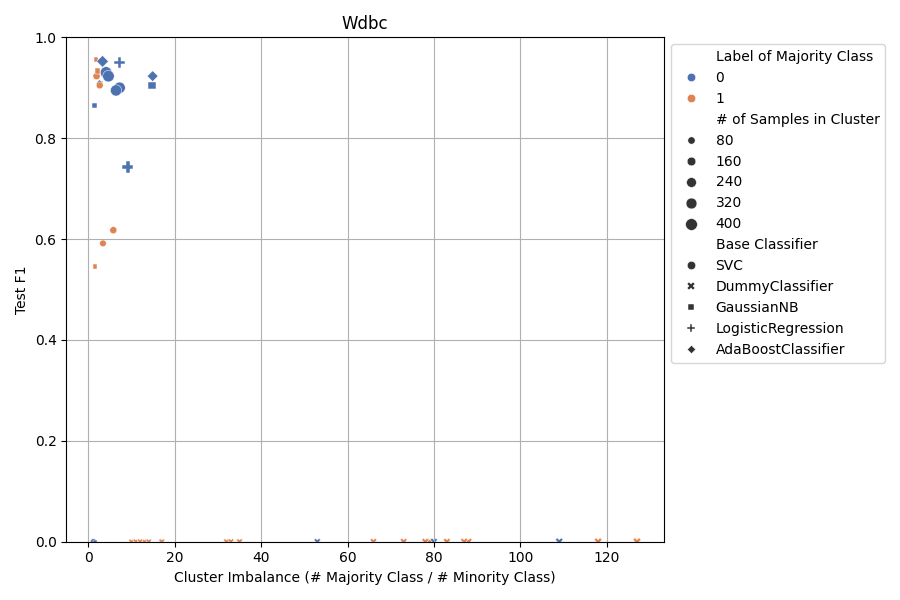 Wdbc
1.0
0.8
0.6
0.4
0.2
0.0
Test F1
0 20 40 60 80 100 120
Cluster Imbalance (# Majority Class / # Minority Class)
Label of Majority Class
0
1
# of Samples in Cluster
80
160
240
320
400
Base Classifier
SVC
DummyClassifier
GaussianNB
LogisticRegression
AdaBoostClassifier